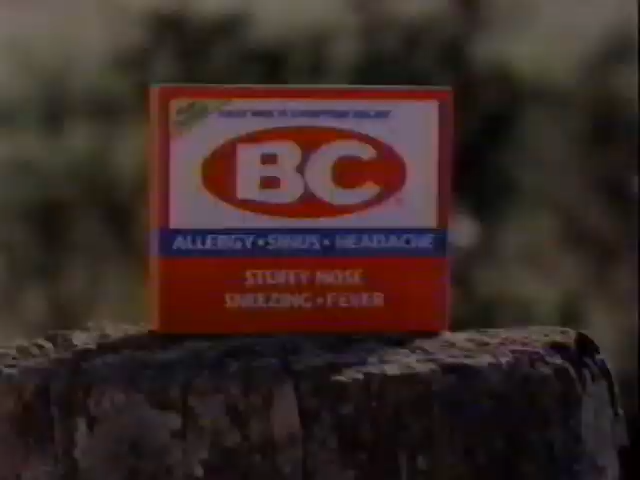 BC
ALLERGY • SINUS • HEADACHE
STUFFY NOSE
SNEEZING • FEVER